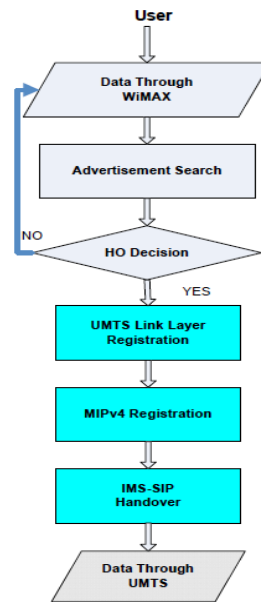 User
Data Through
WiMAX
Advertisement Search
HO Decision
NO
YES
UMTS Link Layer
Registration
MIPv4 Registration
IMS-SIP
Handover
Data Through
UMTS